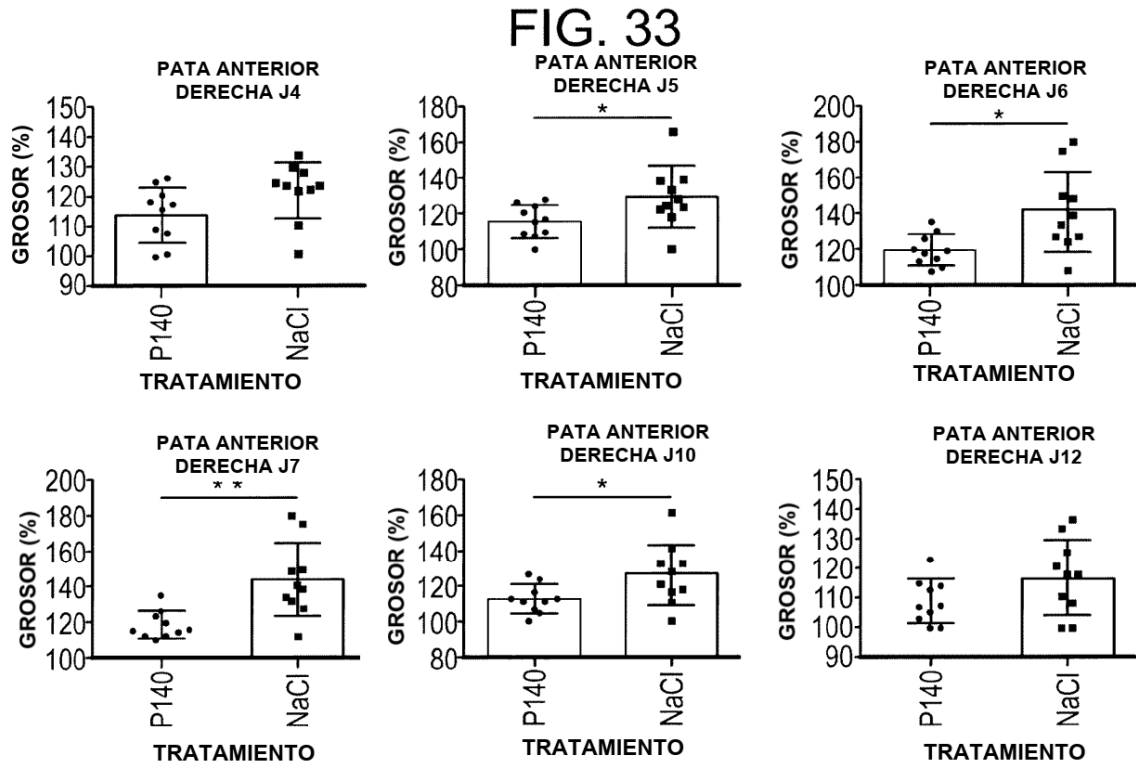 FIG. 33
PATA ANTERIOR
DERECHA J4
GROSOR (%)
150
140
130
120
110
100
90
P140
NaCl
TRATAMIENTO
PATA ANTERIOR
DERECHA J5
*
GROSOR (%)
180
160
140
120
100
80
P140
NaCl
TRATAMIENTO
PATA ANTERIOR
DERECHA J6
*
GROSOR (%)
200
180
160
140
120
100
P140
NaCl
TRATAMIENTO
PATA ANTERIOR
DERECHA J7
* *
GROSOR (%)
200
180
160
140
120
100
P140
NaCl
TRATAMIENTO
PATA ANTERIOR
DERECHA J10
*
GROSOR (%)
180
160
140
120
100
80
P140
NaCl
TRATAMIENTO
PATA ANTERIOR
DERECHA J12
GROSOR (%)
150
140
130
120
110
100
90
P140
NaCl
TRATAMIENTO